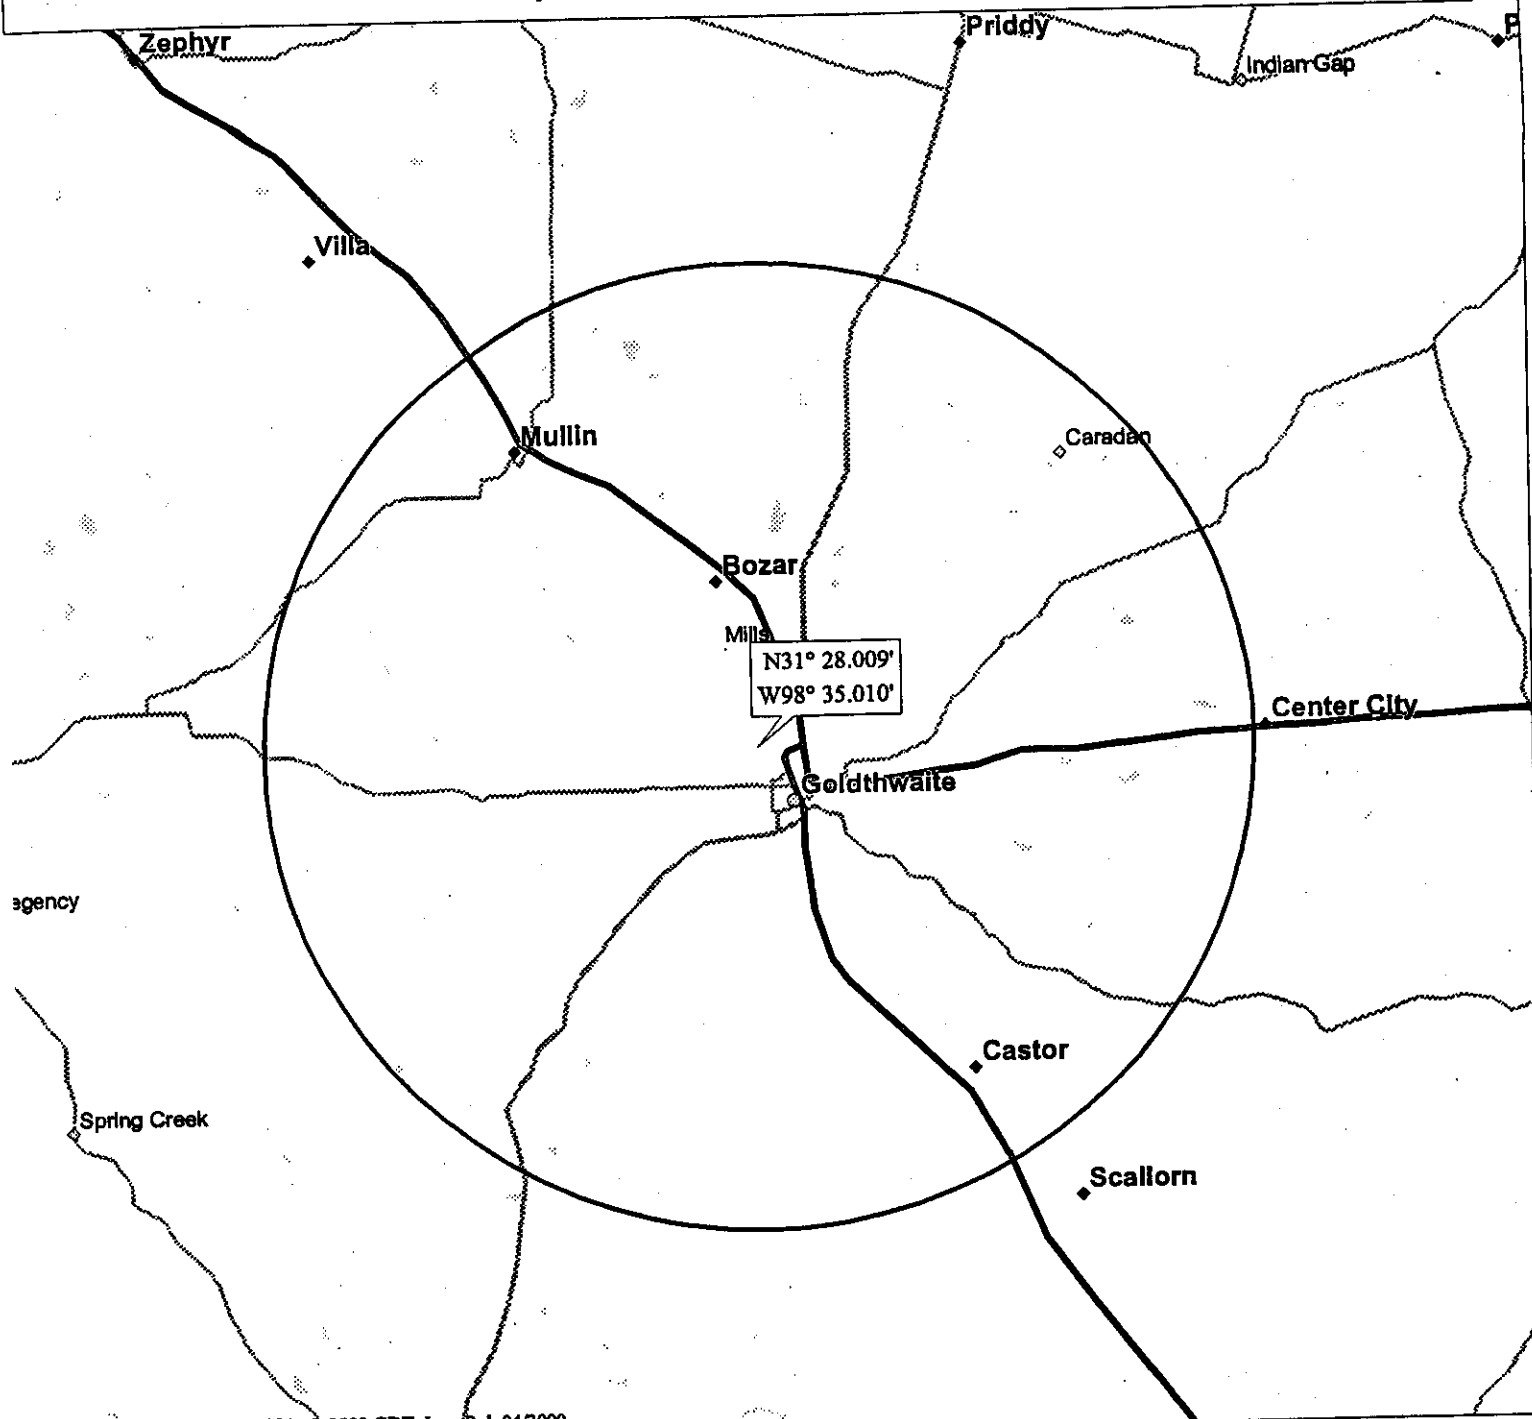 Zephyr
Priddy
P
Indian Gap
Villa
Mullin
Caradan
Bozar
Mills
N31° 28.009'
W98° 35.010'
Center City
Goldthwaite
egency
Castor
Spring Creek
Scallorn